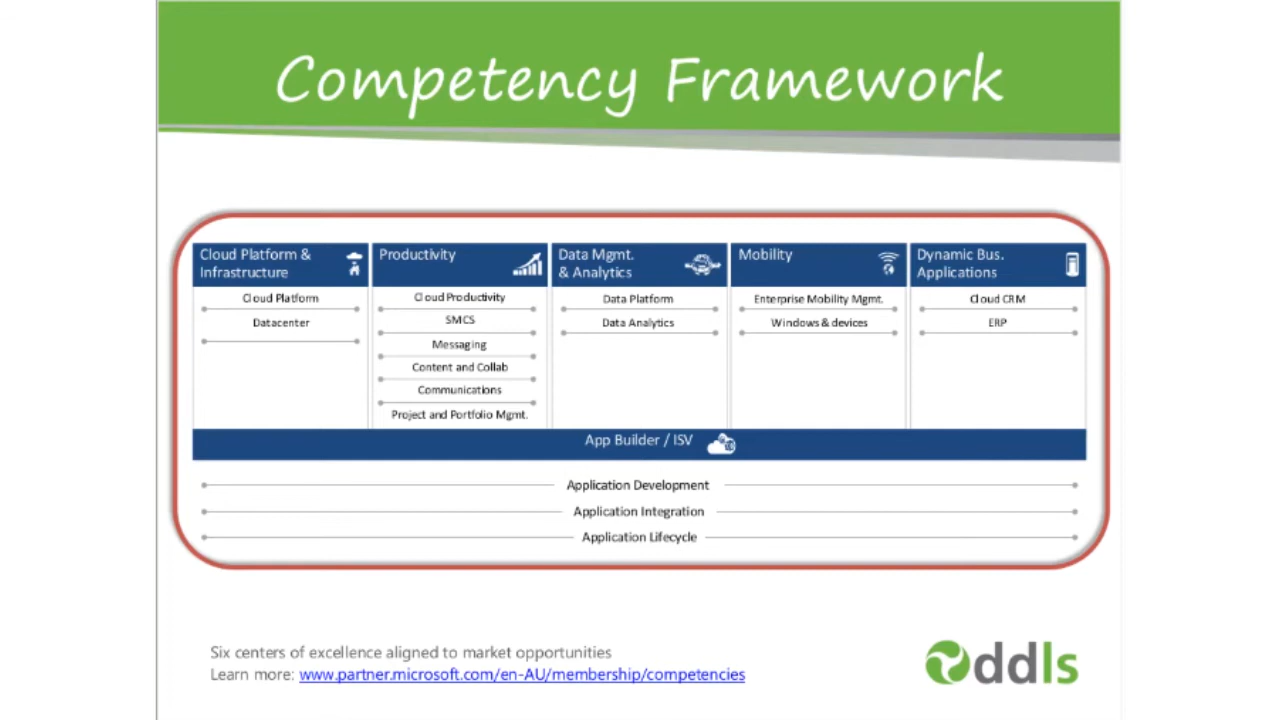 Competency Framework
Cloud Platform &
Infrastructure
Cloud Platform
Datacenter
Productivity
Cloud Productivity
SMCS
Messaging
Content and Collab
Communications
Project and Portfolio Mgmt.
Data Mgmt.
& Analytics
Data Platform
Data Analytics
Mobility
Enterprise Mobility Mgmt.
Windows & devices
Dynamic Bus.
Applications
Cloud CRM
ERP
App Builder / ISV
Application Development
Application Integration
Application Lifecycle
Six centers of excellence aligned to market opportunities
Learn more: www.partner.microsoft.com/en-AU/membership/competencies
ddls